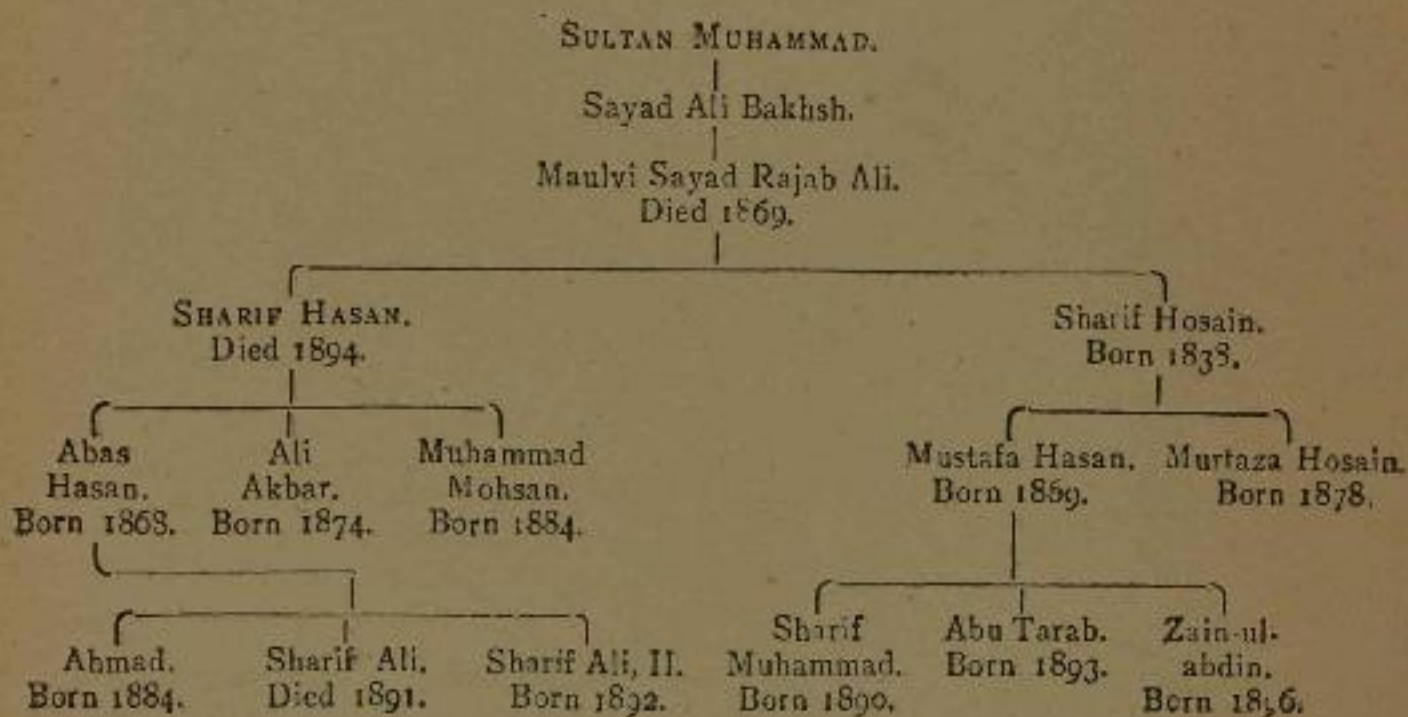 SULTAN MUHAMMAD.
Sayad Ali Bakhsh.
Maulvi Sayad Rajab Ali.
Died 1869.
SHARIF HASAN.
Died 1894.
Sharif Hosain.
Born 1838.
Abas
Hasan.
Born 1868.
Ali
Akbar.
Born 1874.
Muhammad
Mohsan.
Born 1884.
Mustafa Hasan.
Born 1869.
Murtaza Hosain.
Born 1878.
Ahmad.
Born 1884.
Sharif Ali.
Died 1891.
Sharif Ali, II.
Born 1892.
Sharif
Muhammad.
Born 1890.
Abu Tarab.
Born 1893.
Zain-ul-
abdin.
Born